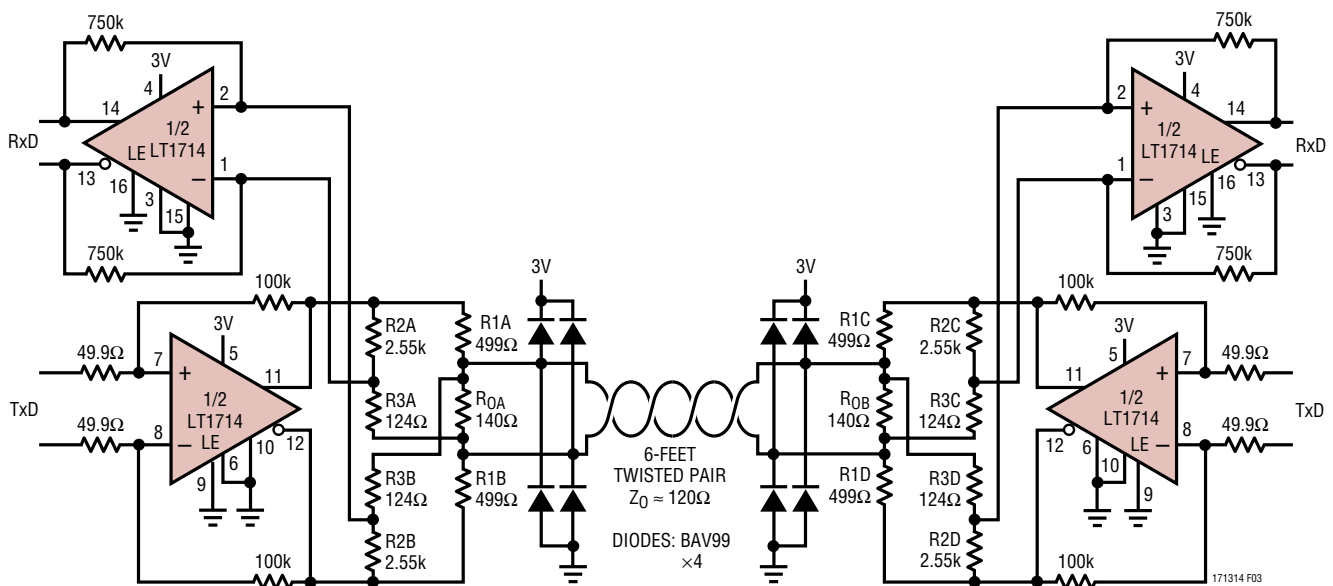 750k
3V
4
14
2
+
1/2
LT1714
LE
RxD
13
16
3
15
1
−
750k
100k
3V
5
49.9Ω
7
+
11
1/2
LT1714
LE
TxD
49.9Ω
8
−
10
12
6
9
100k
R2A
2.55k
R1A
499Ω
R3A
124Ω
R0A
140Ω
R3B
124Ω
R1B
499Ω
R2B
2.55k
3V
6-FEET
TWISTED PAIR
Z0 ≈ 120Ω
DIODES: BAV99
×4
3V
R1C
499Ω
R2C
2.55k
R0B
140Ω
R3C
124Ω
R1D
499Ω
R3D
124Ω
R2D
2.55k
750k
3V
4
2
14
+
1/2
LT1714
LE
RxD
1
−
16
13
15
3
750k
100k
3V
5
7
49.9Ω
11
+
1/2
LT1714
LE
TxD
12
8
49.9Ω
−
6
10
9
100k
171314 F03